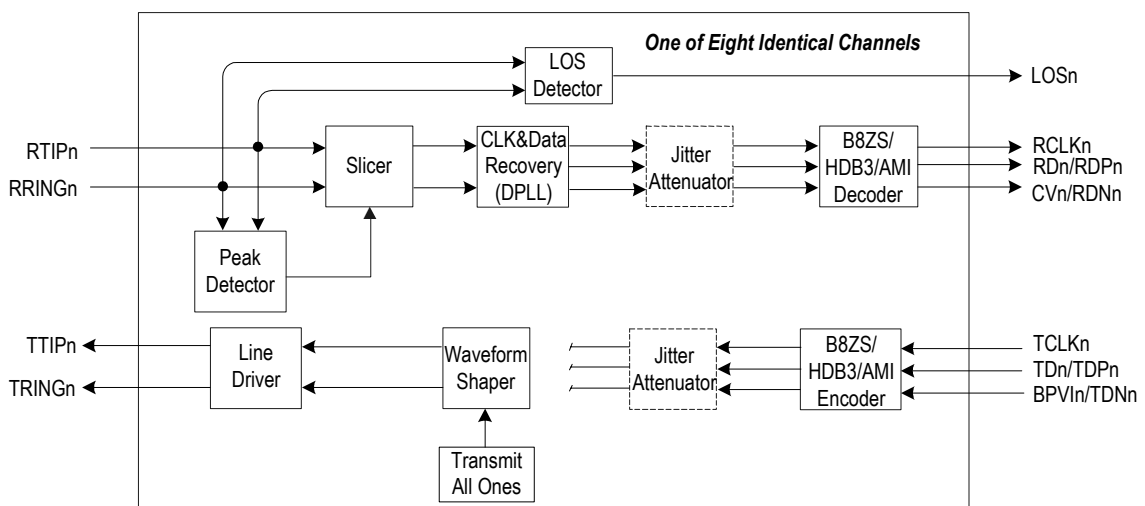 One of Eight Identical Channels
LOS
Detector
LOSn
RTIPn
RRINGn
Slicer
CLK&Data
Recovery
(DPLL)
Jitter
Attenuator
B8ZS/
HDB3/AMI
Decoder
RCLKn
RDn/RDPn
CVn/RDNn
Peak
Detector
TTIPn
TRINGn
Line
Driver
Waveform
Shaper
Jitter
Attenuator
B8ZS/
HDB3/AMI
Encoder
TCLKn
TDn/TDPn
BPVIn/TDNn
Transmit
All Ones